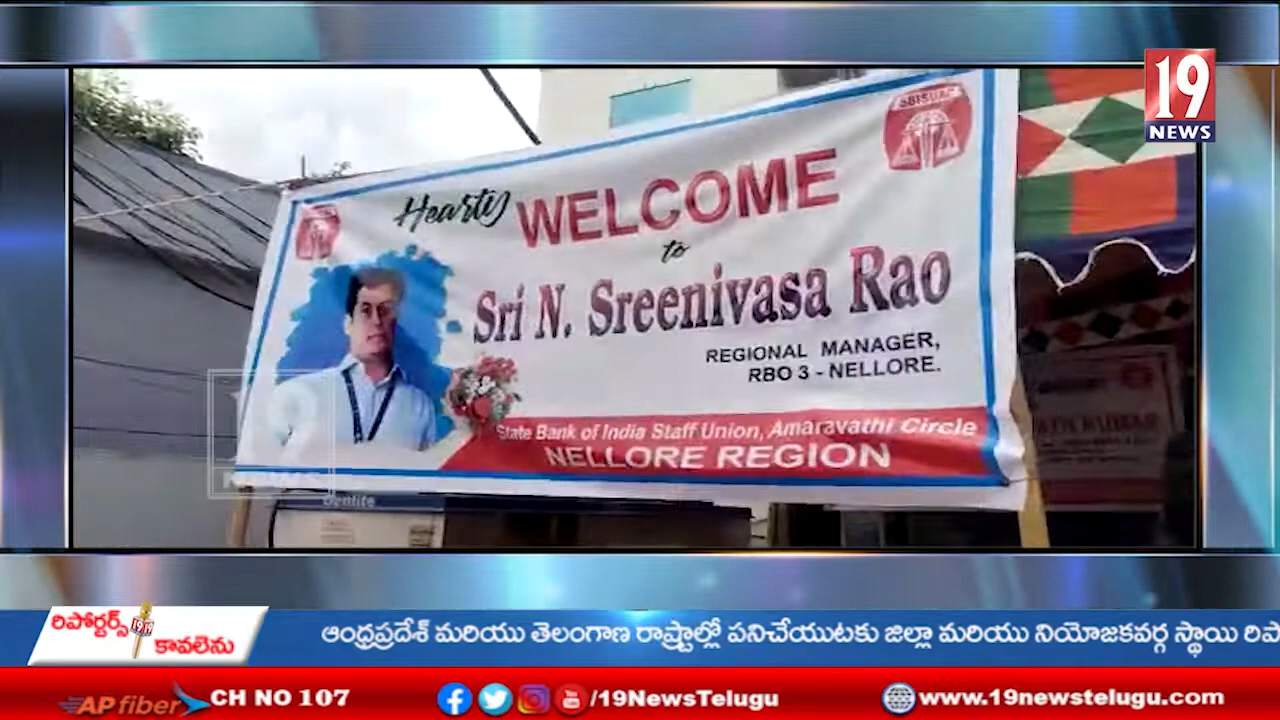 19
NEWS
SBISUAC
Hearty WELCOME
to
Sri N. Sreenivasa Rao
REGIONAL MANAGER,
RBO 3 - NELLORE.
State Bank of India Staff Union, Amaravathi Circle
NELLORE REGION
రిపోర్టర్స్
కావలెను
ఆంధ్రప్రదేశ్ మరియు తెలంగాణ రాష్ట్రాల్లో పనిచేయుటకు జిల్లా మరియు నియోజకవర్గ స్థాయి రిపో
AP fiber CH NO 107
/19NewsTelugu
www.19newstelugu.com